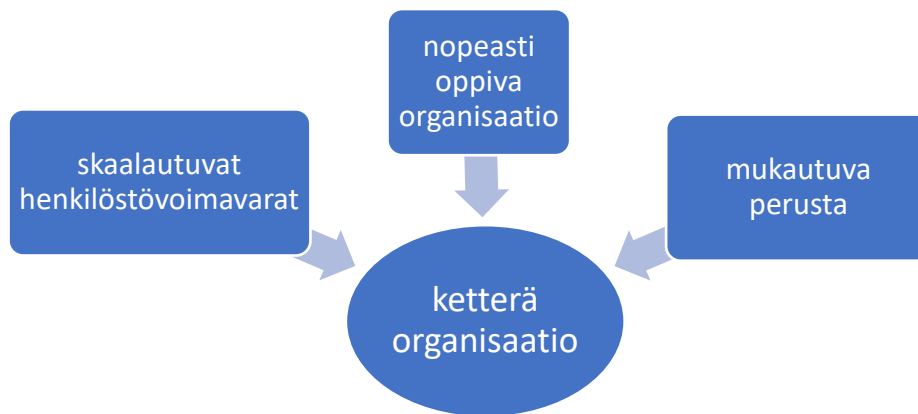 nopeasti
oppiva
organisaatio
skaalautuvat
henkilöstövoimavarat
mukautuva
perusta
ketterä
organisaatio